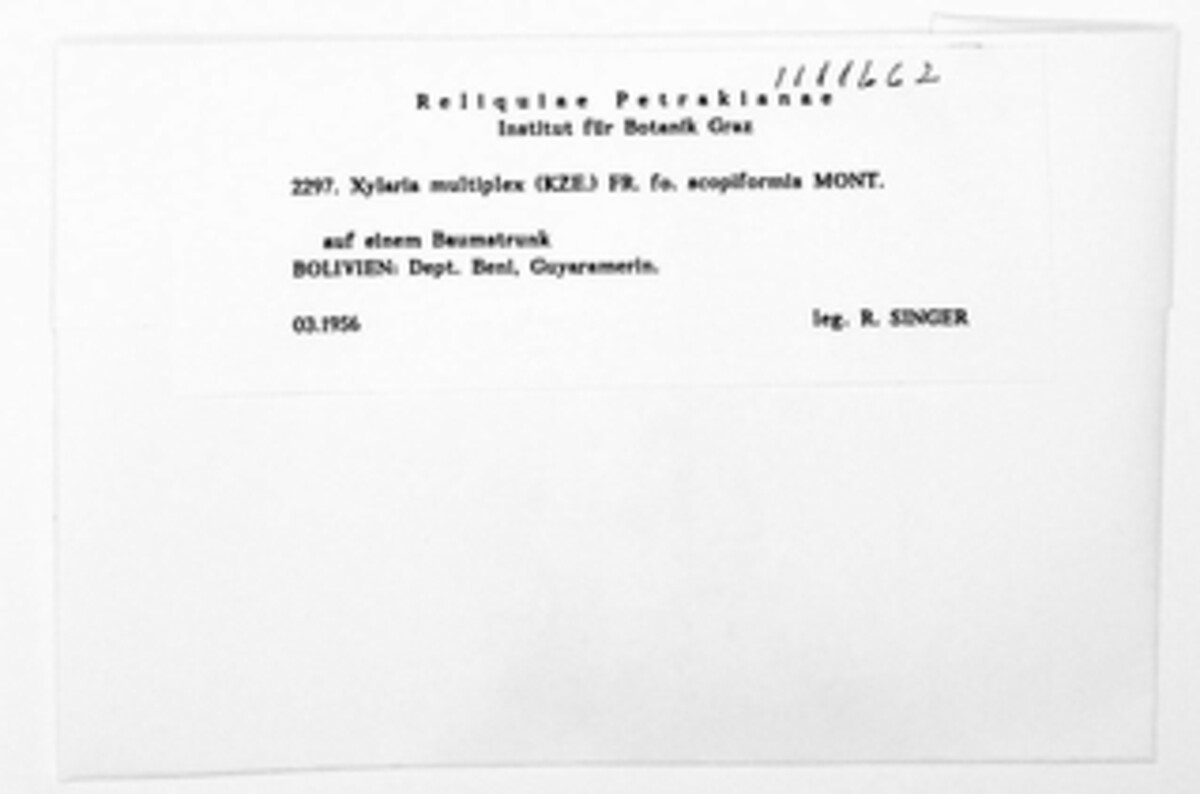 1188662
Reliquiae Petrakianae
Institut für Botanik Graz
2297. Xylaria multiplex (KZE.) FR. fo. scopiformis MONT.
auf einem Baumstrunk
BOLIVIEN: Dept. Beni, Guyaramerin.
03.1956
leg. R. SINGER